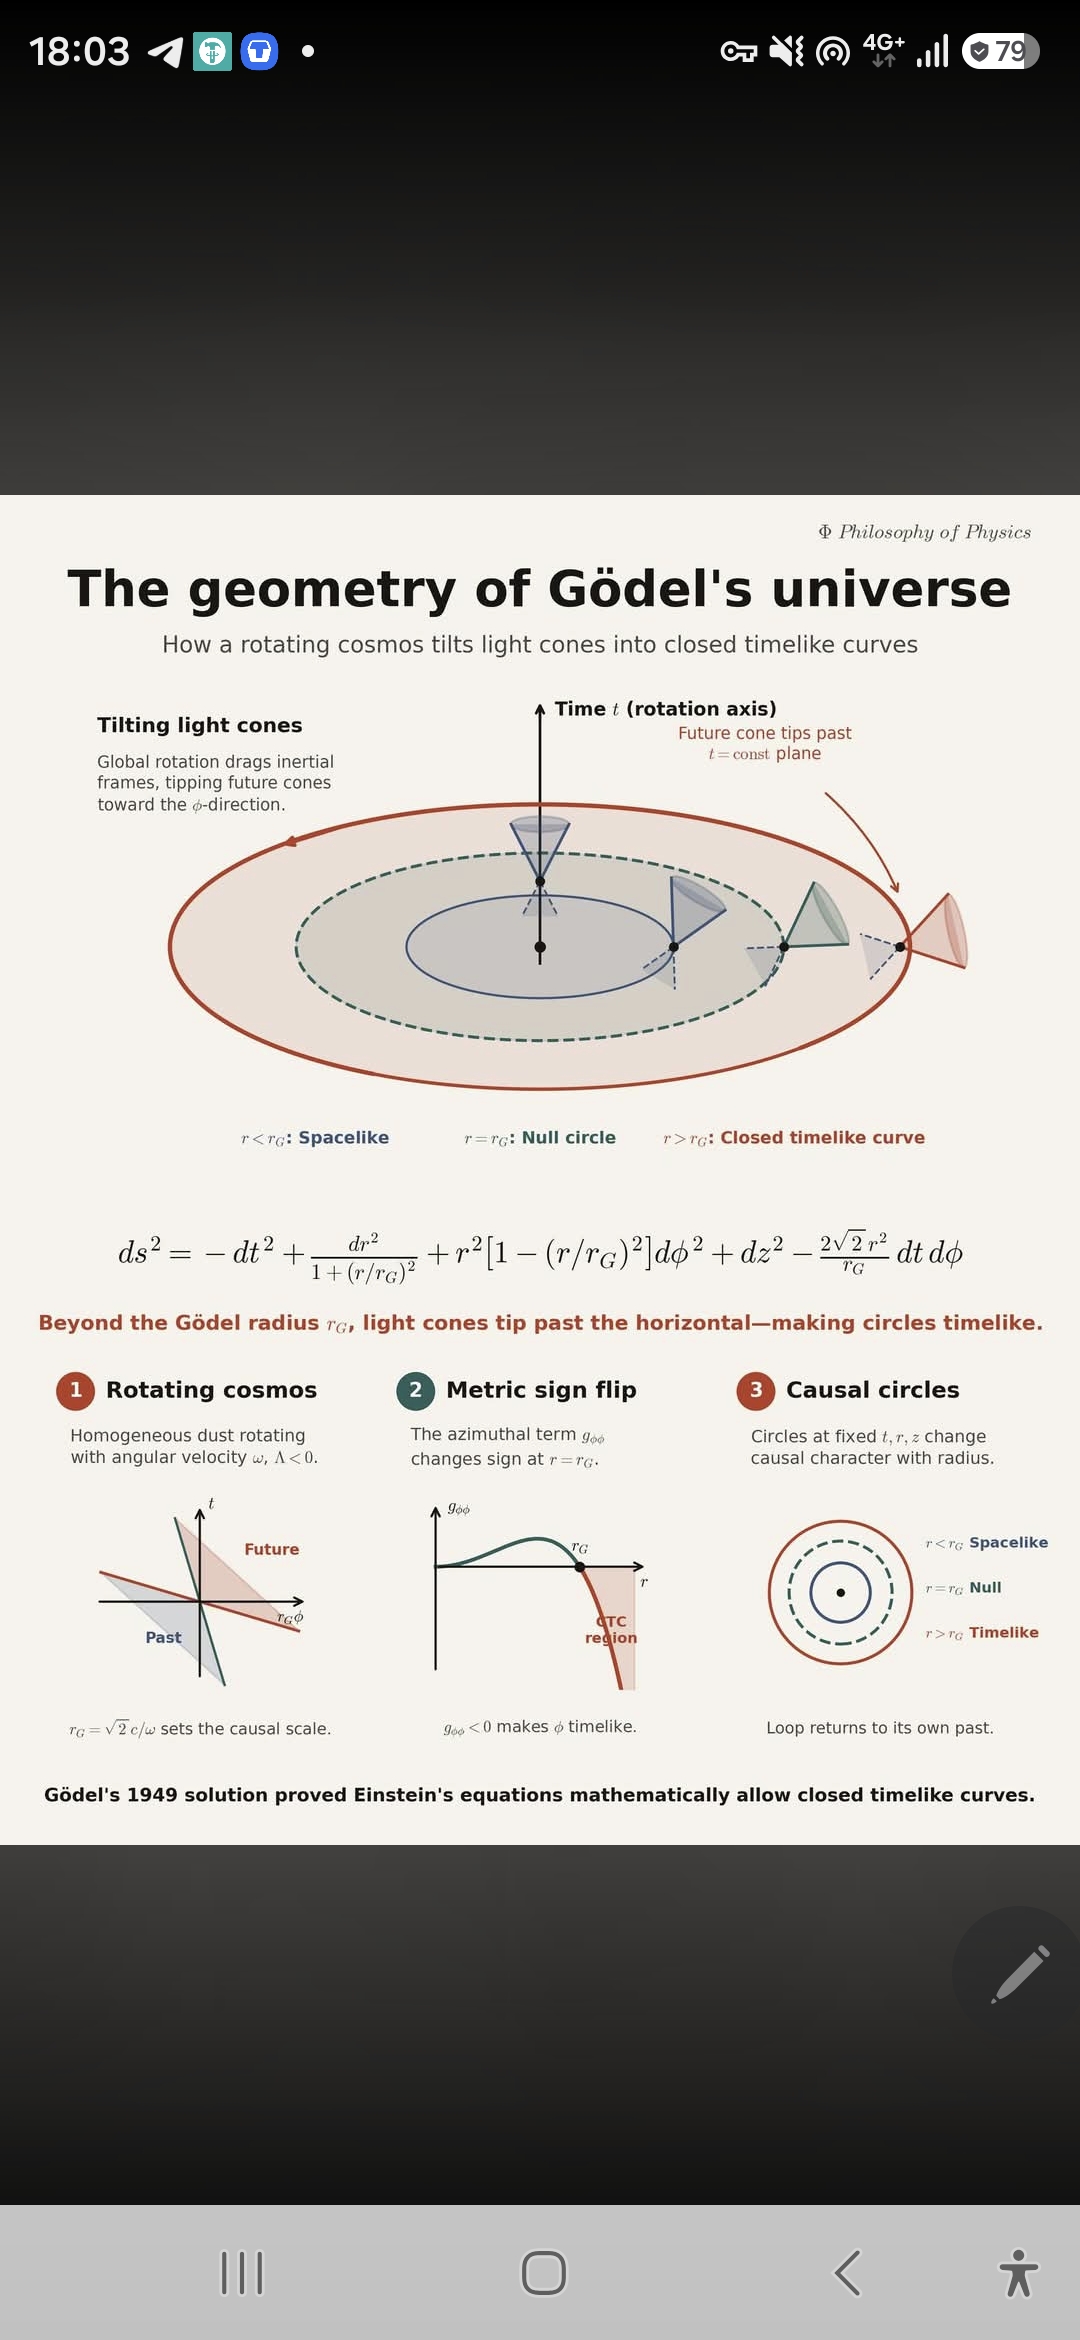 18:03
4G+
79
Φ Philosophy of Physics
The geometry of Gödel's universe
How a rotating cosmos tilts light cones into closed timelike curves
Time t (rotation axis)
Tilting light cones
Global rotation drags inertial
frames, tipping future cones
toward the ϕ-direction.
Future cone tips past
t = const plane
r < r_G: Spacelike
r = r_G: Null circle
r > r_G: Closed timelike curve
ds² = − dt² + dr²/(1 + (r/r_G)²) + r²[1 − (r/r_G)²]dϕ² + dz² − (2√2 r²/r_G) dt dϕ
Beyond the Gödel radius r_G, light cones tip past the horizontal—making circles timelike.
1 Rotating cosmos
Homogeneous dust rotating
with angular velocity ω, Λ < 0.
t
Future
r_Gϕ
Past
r_G = √2 c/ω sets the causal scale.
2 Metric sign flip
The azimuthal term g_ϕϕ
changes sign at r = r_G.
g_ϕϕ
r_G
r
CTC
region
g_ϕϕ < 0 makes ϕ timelike.
3 Causal circles
Circles at fixed t, r, z change
causal character with radius.
r < r_G Spacelike
r = r_G Null
r > r_G Timelike
Loop returns to its own past.
Gödel's 1949 solution proved Einstein's equations mathematically allow closed timelike curves.